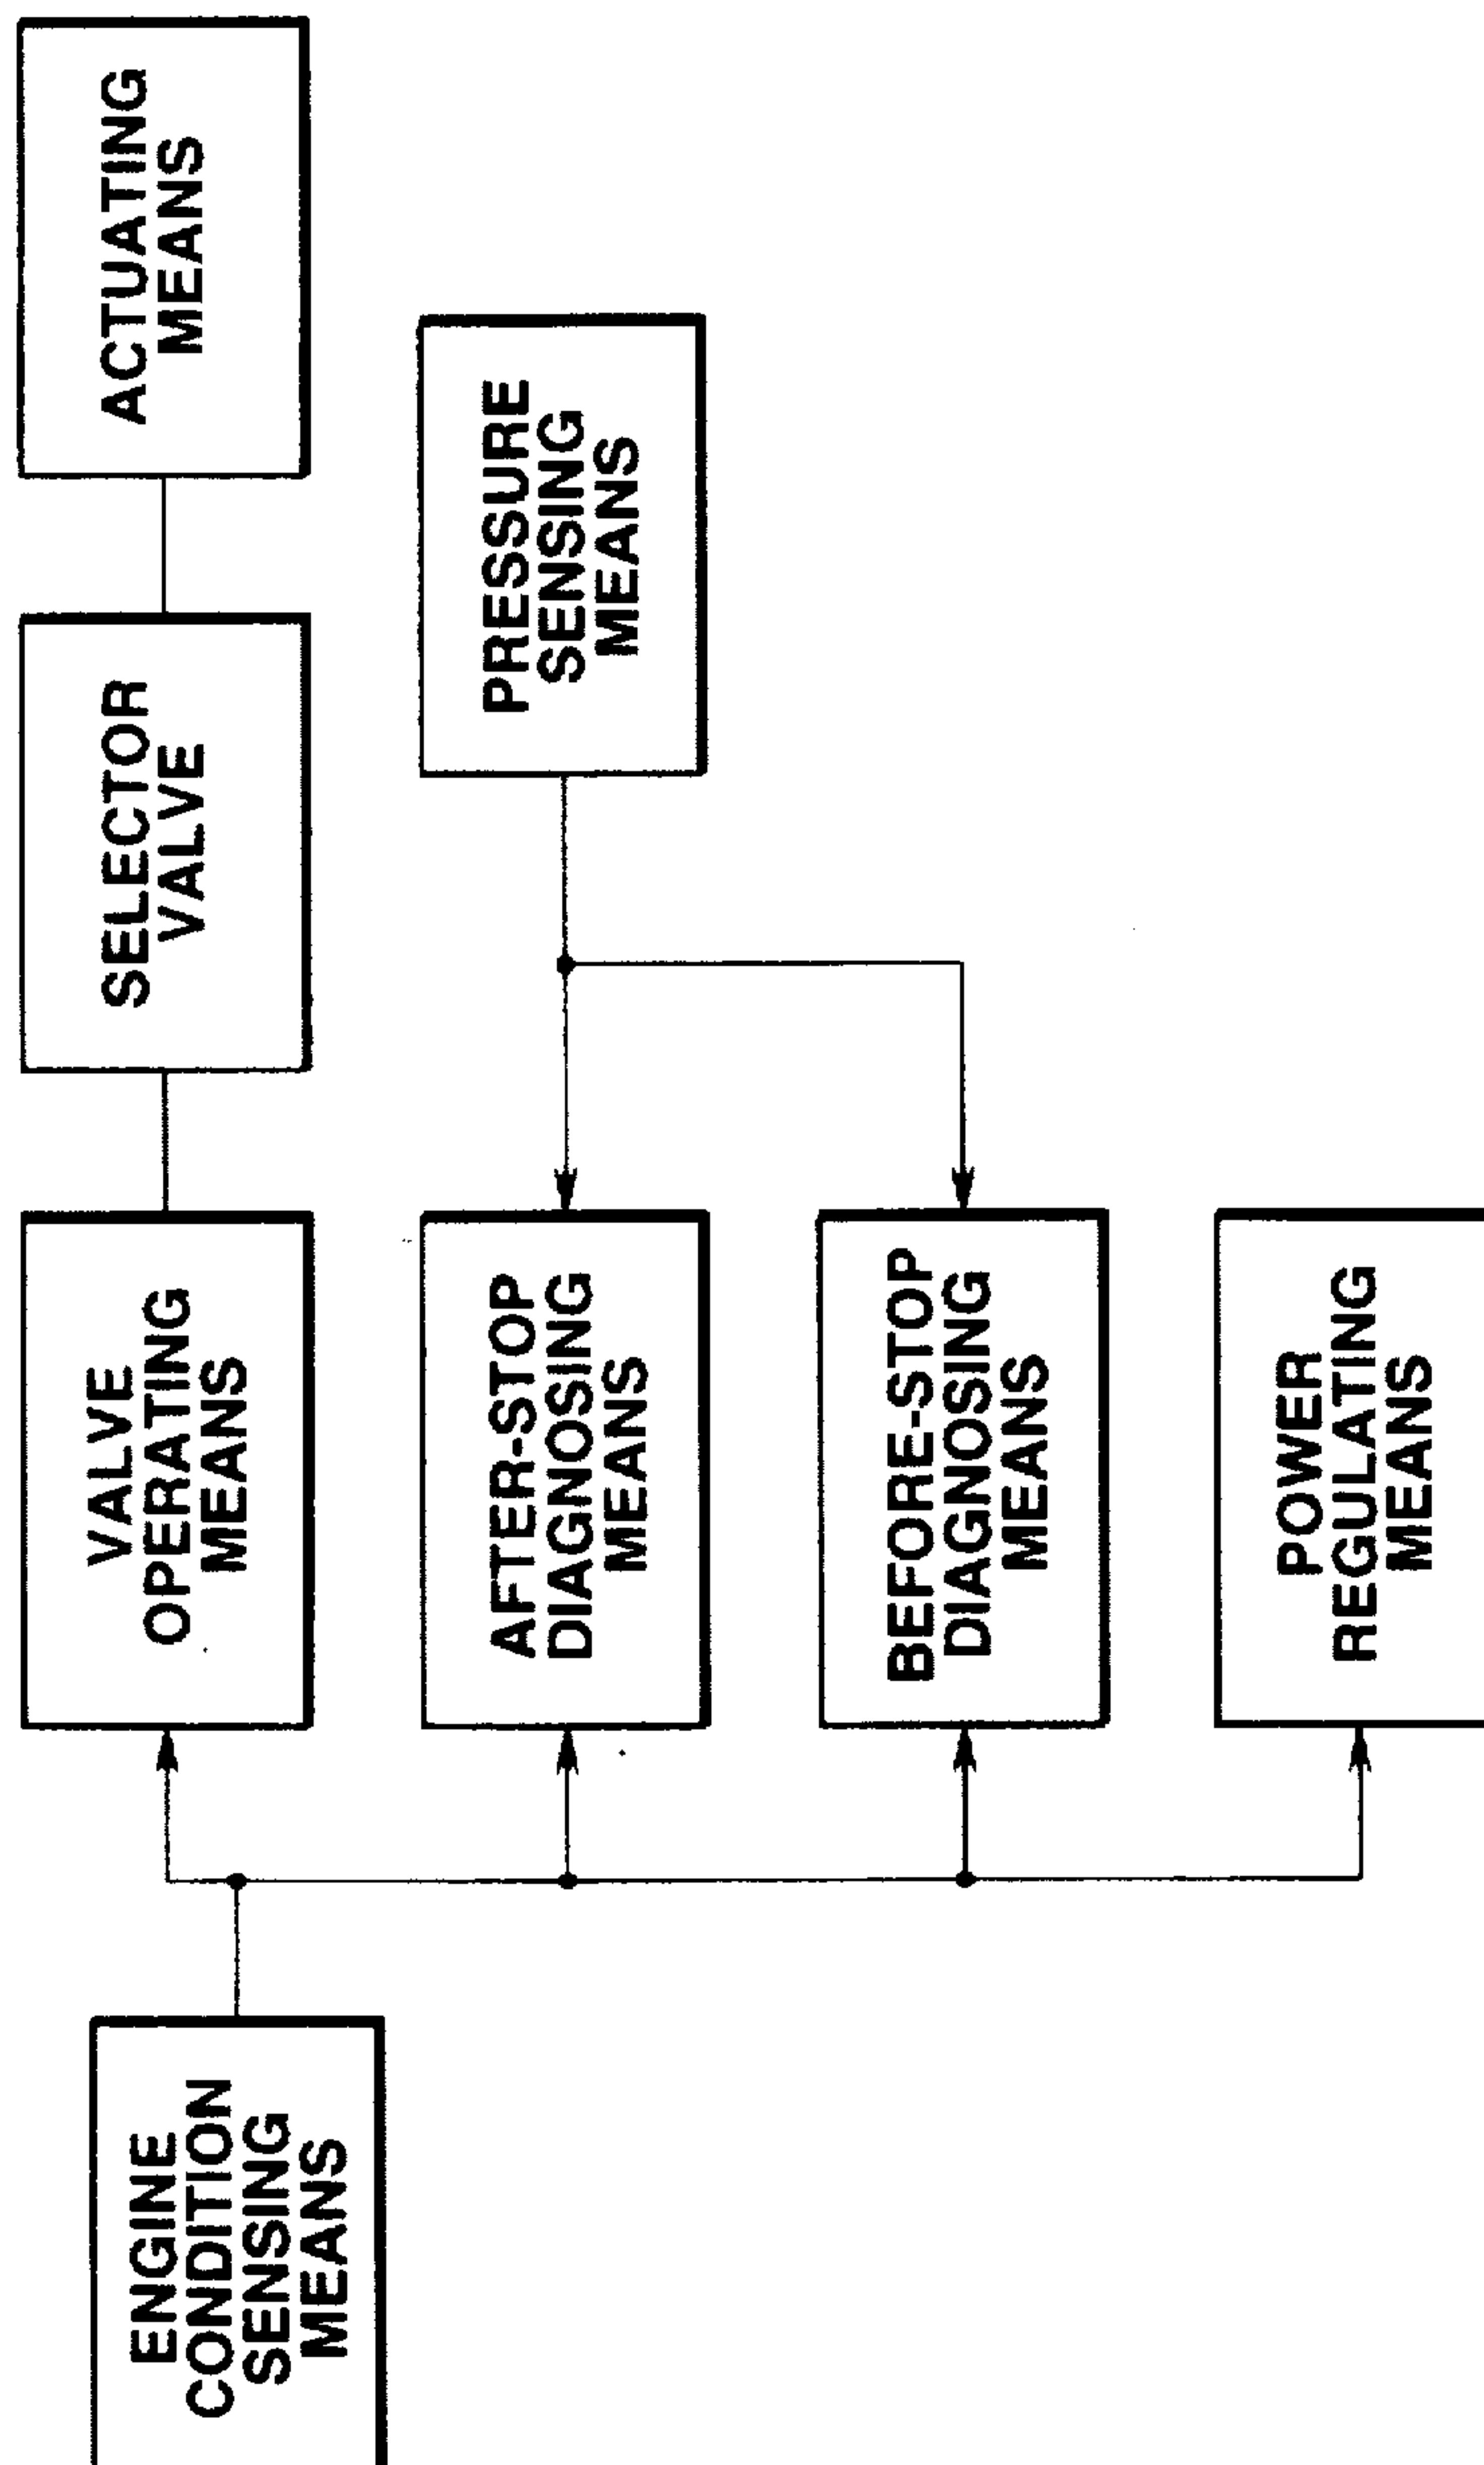 ENGINE
CONDITION
SENSING
MEANS
VALVE
OPERATING
MEANS
SELECTOR
VALVE
ACTUATING
MEANS
AFTER-STOP
DIAGNOSING
MEANS
PRESSURE
SENSING
MEANS
BEFORE-STOP
DIAGNOSING
MEANS
POWER
REGULATING
MEANS